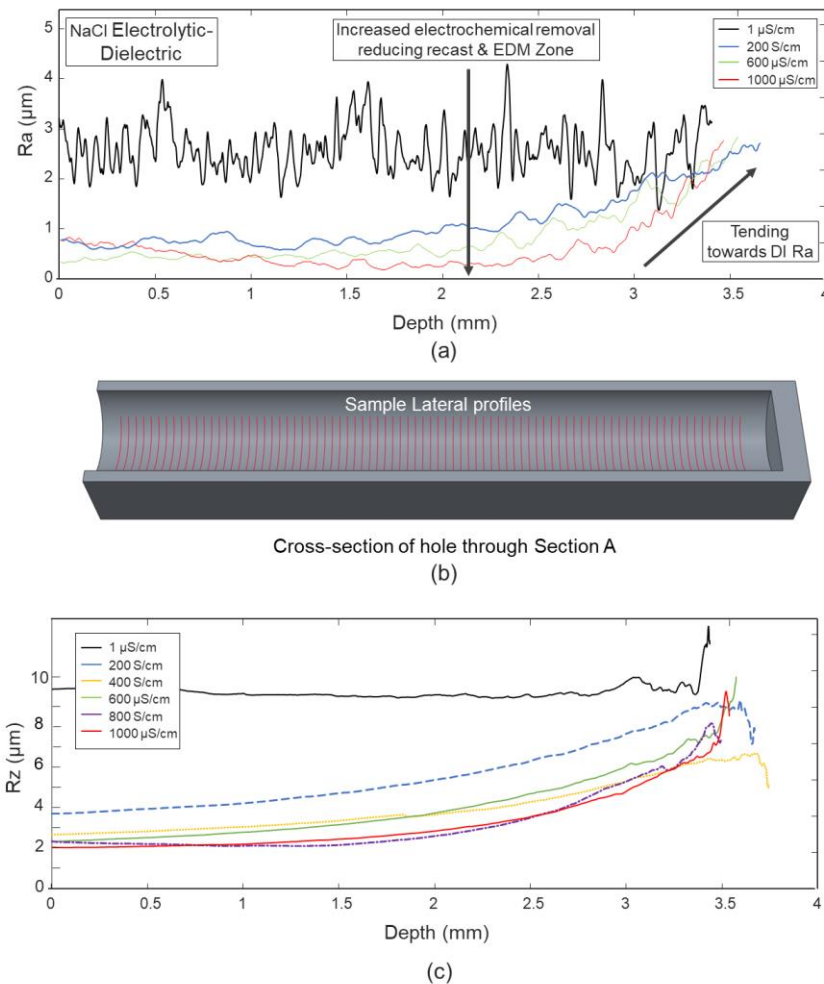 NaCl Electrolytic-
Dielectric
Increased electrochemical removal
reducing recast & EDM Zone
1 µS/cm
200 S/cm
600 µS/cm
1000 µS/cm
Tending
towards DI Ra
Ra (µm)
5
4
3
2
1
0
0 0.5 1 1.5 2 2.5 3 3.5 4
Depth (mm)
(a)
Sample Lateral profiles
Cross-section of hole through Section A
(b)
1 µS/cm
200 S/cm
400 S/cm
600 µS/cm
800 S/cm
1000 µS/cm
Rz (µm)
10
8
6
4
2
0
0 0.5 1 1.5 2 2.5 3 3.5 4
Depth (mm)
(c)